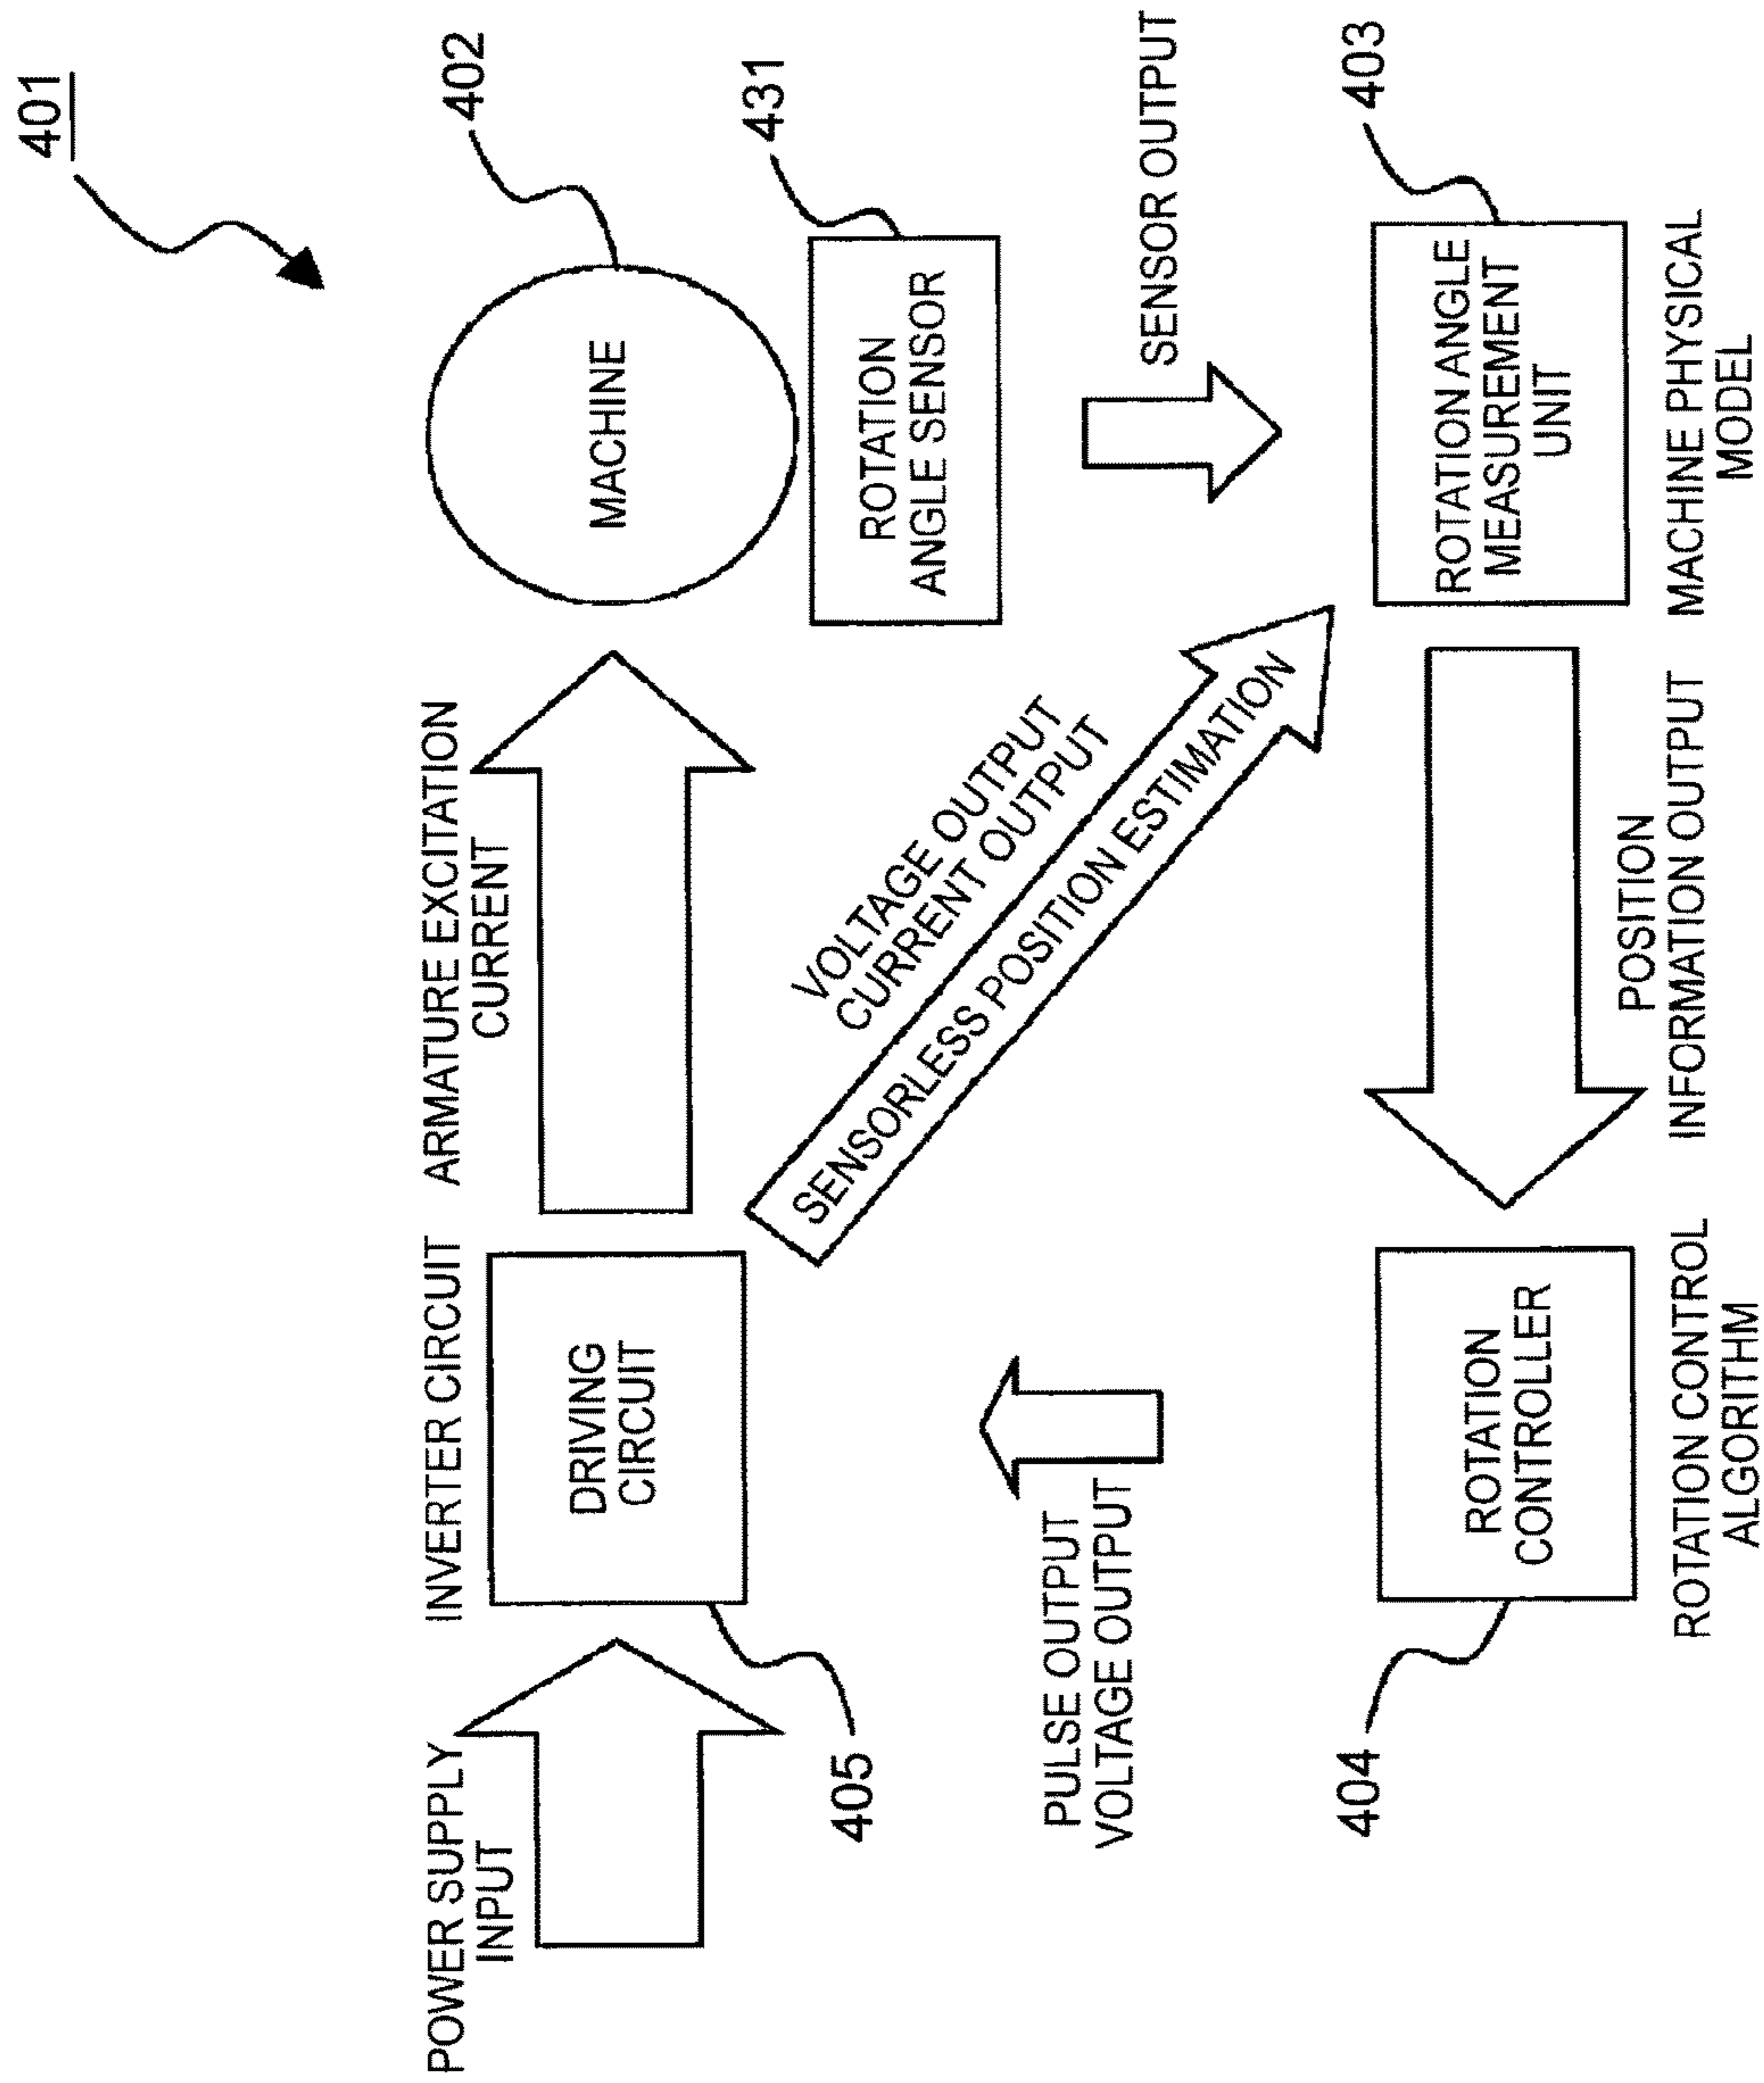 401
POWER SUPPLY
INPUT
INVERTER CIRCUIT
DRIVING
CIRCUIT
405
ARMATURE EXCITATION
CURRENT
MACHINE
402
ROTATION
ANGLE SENSOR
431
VOLTAGE OUTPUT
CURRENT OUTPUT
SENSORLESS POSITION ESTIMATION
PULSE OUTPUT
VOLTAGE OUTPUT
SENSOR OUTPUT
404
ROTATION
CONTROLLER
ROTATION CONTROL
ALGORITHM
POSITION
INFORMATION OUTPUT
ROTATION ANGLE
MEASUREMENT
UNIT
403
MACHINE PHYSICAL
MODEL